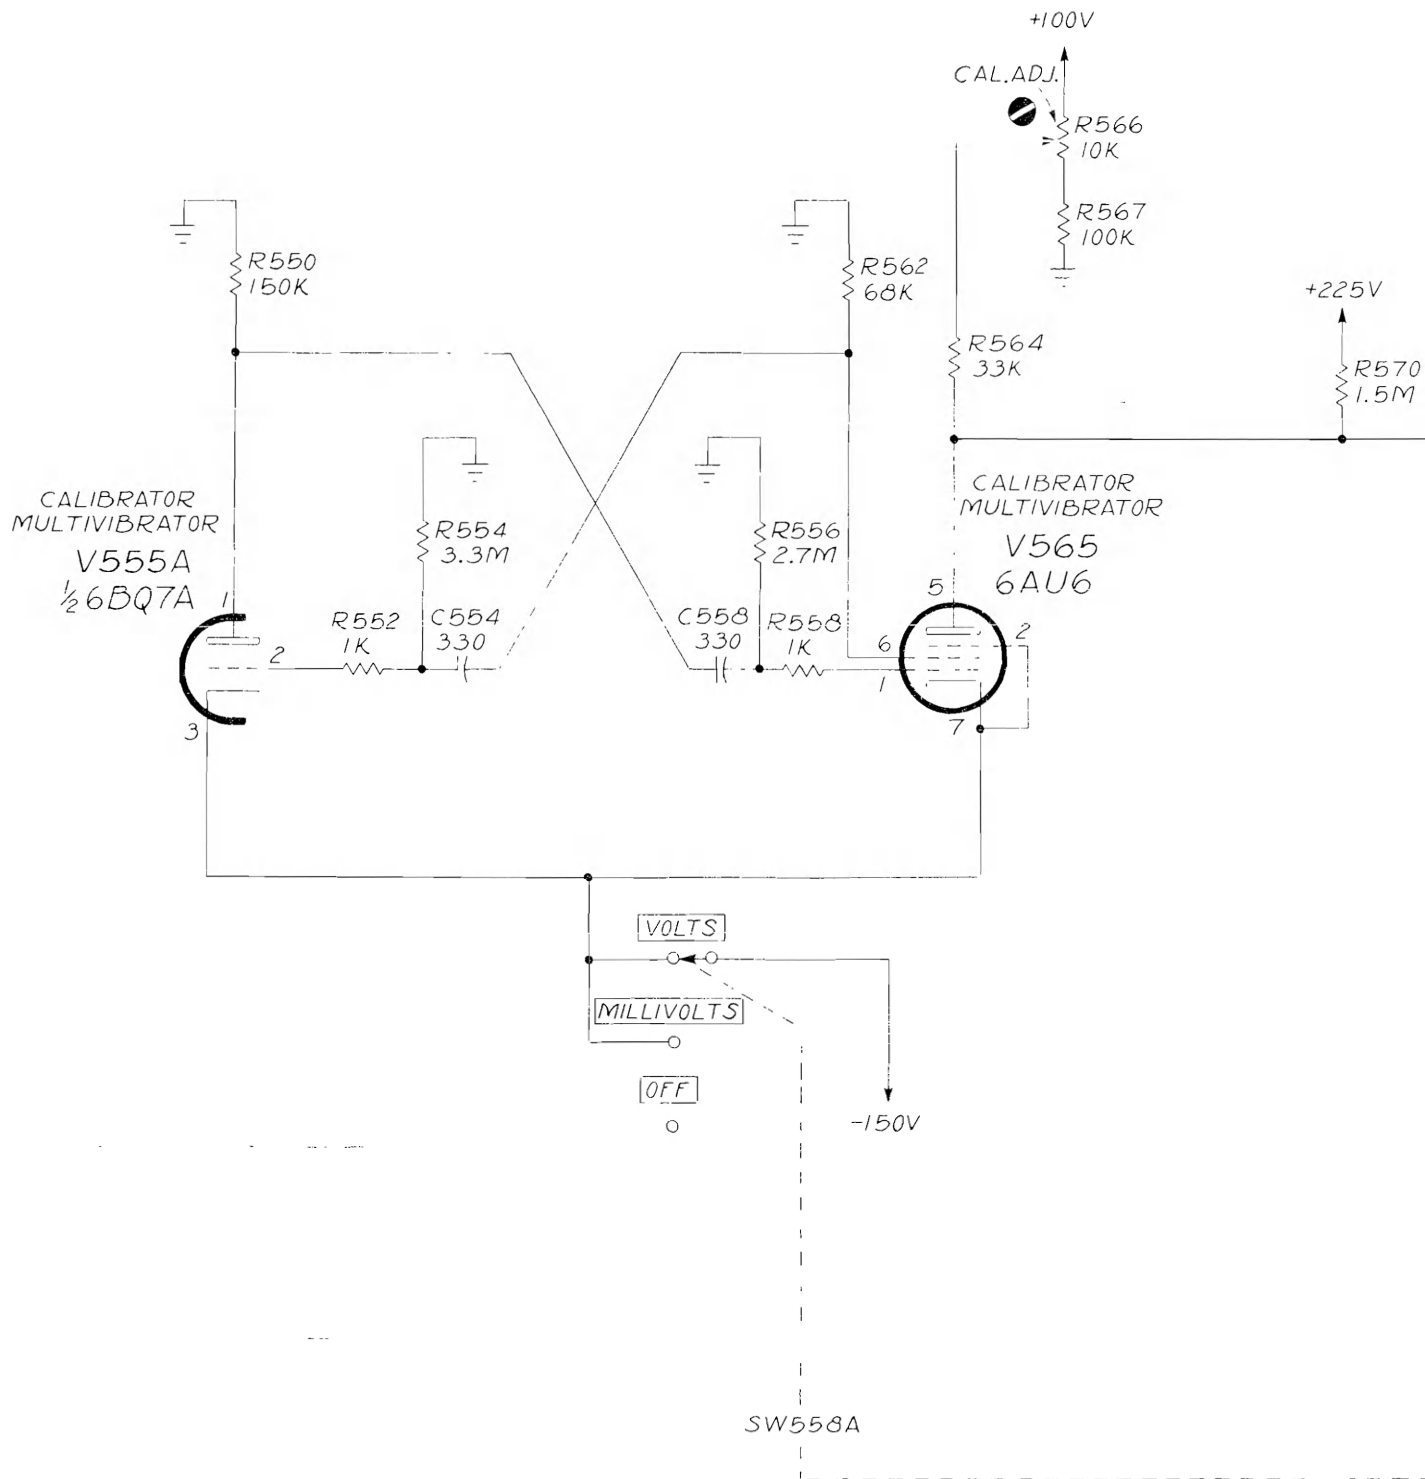 +100V
CAL.ADJ.
R566
10K
R567
100K
R550
150K
R562
68K
+225V
R564
33K
R570
1.5M
CALIBRATOR
MULTIVIBRATOR
V555A
½6BQ7A
1
2
3
R554
3.3M
R552
1K
C554
330
R556
2.7M
C558
330
R558
1K
CALIBRATOR
MULTIVIBRATOR
V565
6AU6
5
6
2
1
7
VOLTS
MILLIVOLTS
OFF
-150V
SW558A